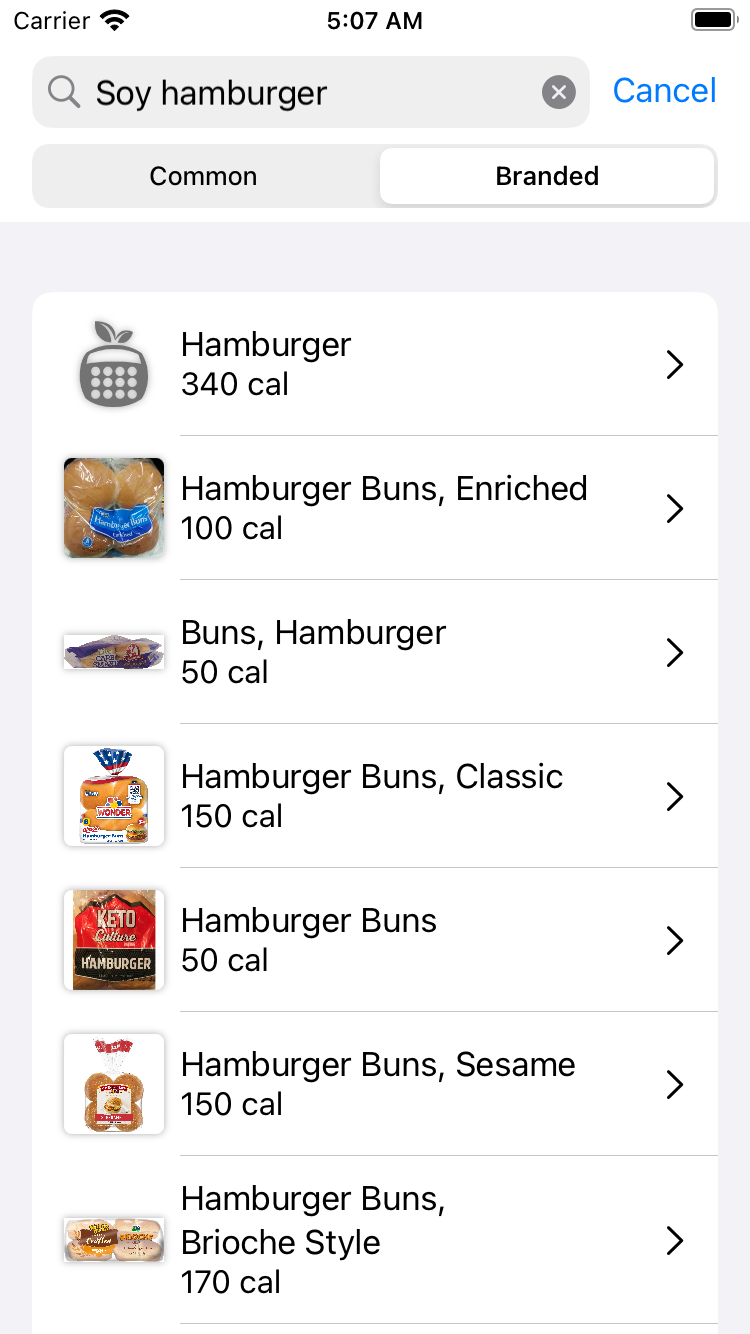 Carrier 5:07 AM
Soy hamburger Cancel
Common Branded
Hamburger
340 cal
Hamburger Buns, Enriched
100 cal
Hamburger Buns
Buns, Hamburger
50 cal
Hamburger Buns, Classic
150 cal
WONDER
Hamburger Buns
Hamburger Buns
50 cal
KETO
Culture
HAMBURGER
Hamburger Buns, Sesame
150 cal
Hamburger Buns,
Brioche Style
170 cal